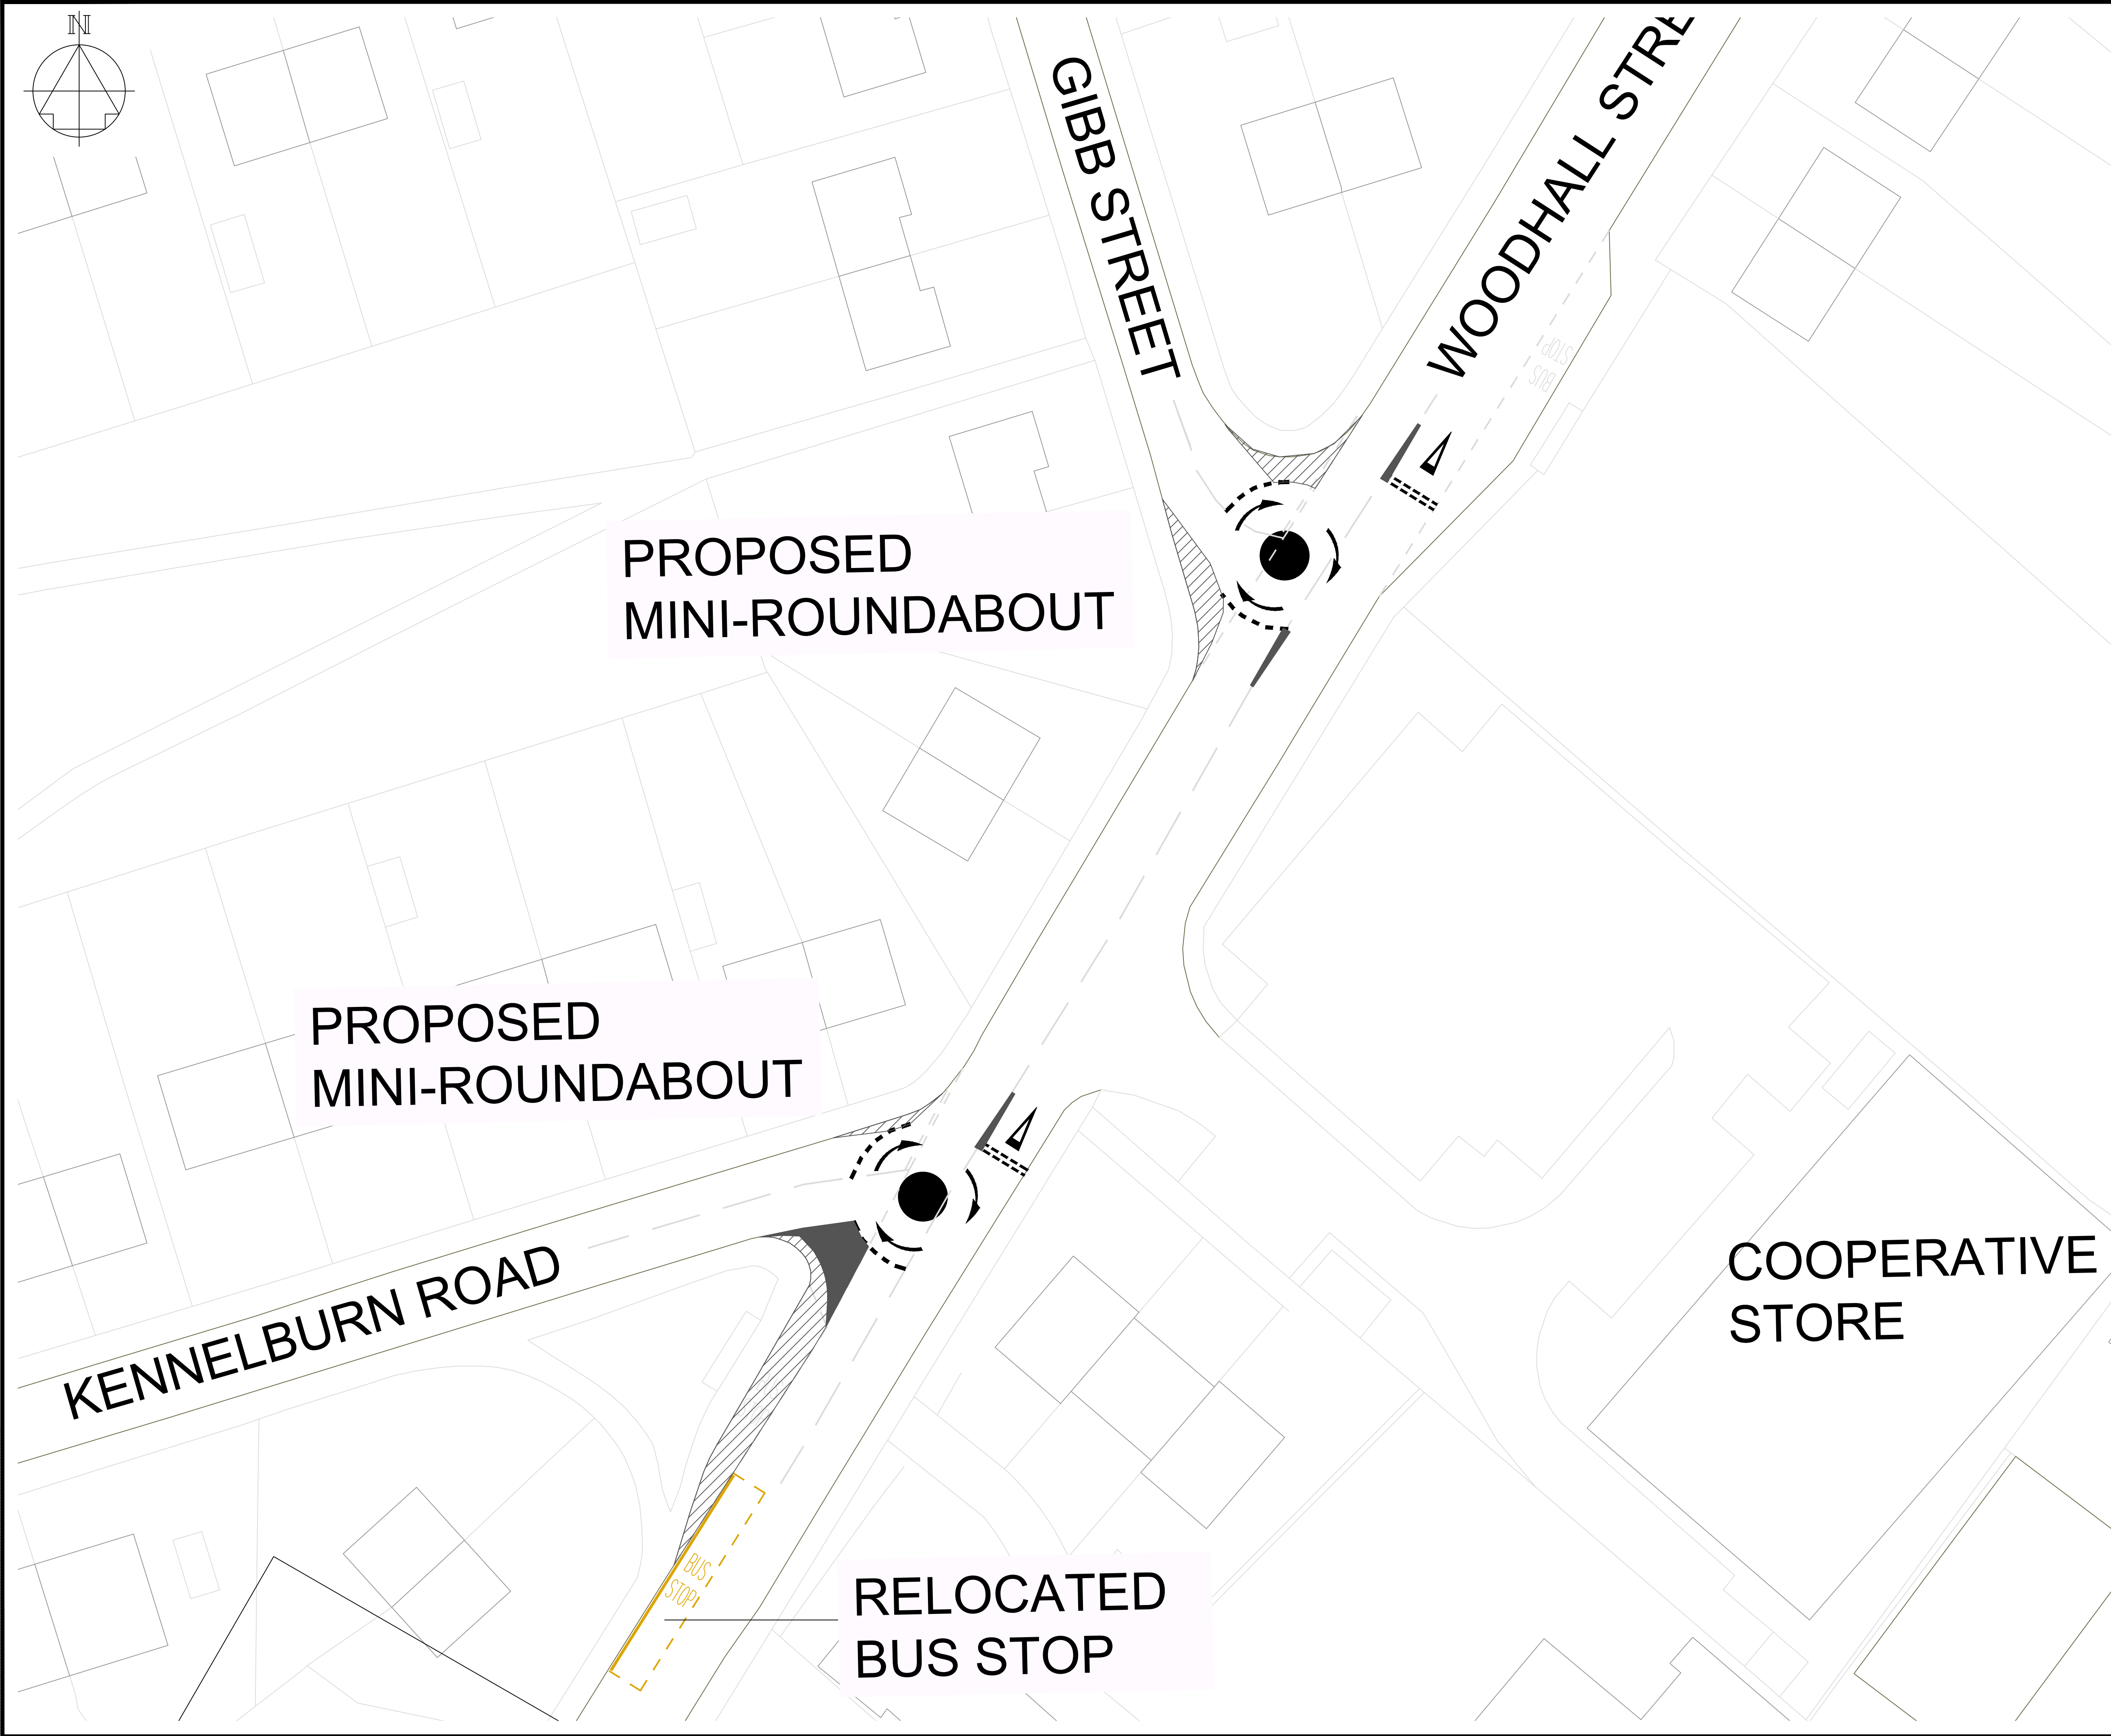 N
GIBB STREET
WOODHALL STRE
BUS
STOP
PROPOSED
MINI-ROUNDABOUT
PROPOSED
MINI-ROUNDABOUT
KENNELBURN ROAD
COOPERATIVE
STORE
BUS
STOP
RELOCATED
BUS STOP